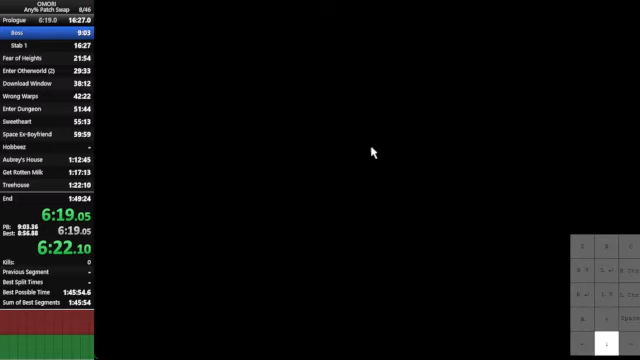 OMORI
Any% Patch Swap 8/46
Prologue 6:19.0 16:27.0
Boss 9:03
Stab 1 16:27
Fear of Heights 21:54
Enter Otherworld (2) 29:33
Download Window 38:12
Wrong Warps 42:22
Enter Dungeon 51:44
Sweetheart 55:13
Space Ex-Boyfriend 59:59
Hobbeez -
Aubrey's House 1:12:45
Get Rotten Milk 1:17:13
Treehouse 1:22:10
End 1:49:24
6:19.05
PB: 9:03.36
Best: 8:56.88 6:19.05
6:22.10
Kills: 0
Previous Segment -
Best Split Times -
Best Possible Time 1:45:54.6
Sum of Best Segments 1:45:54
Space